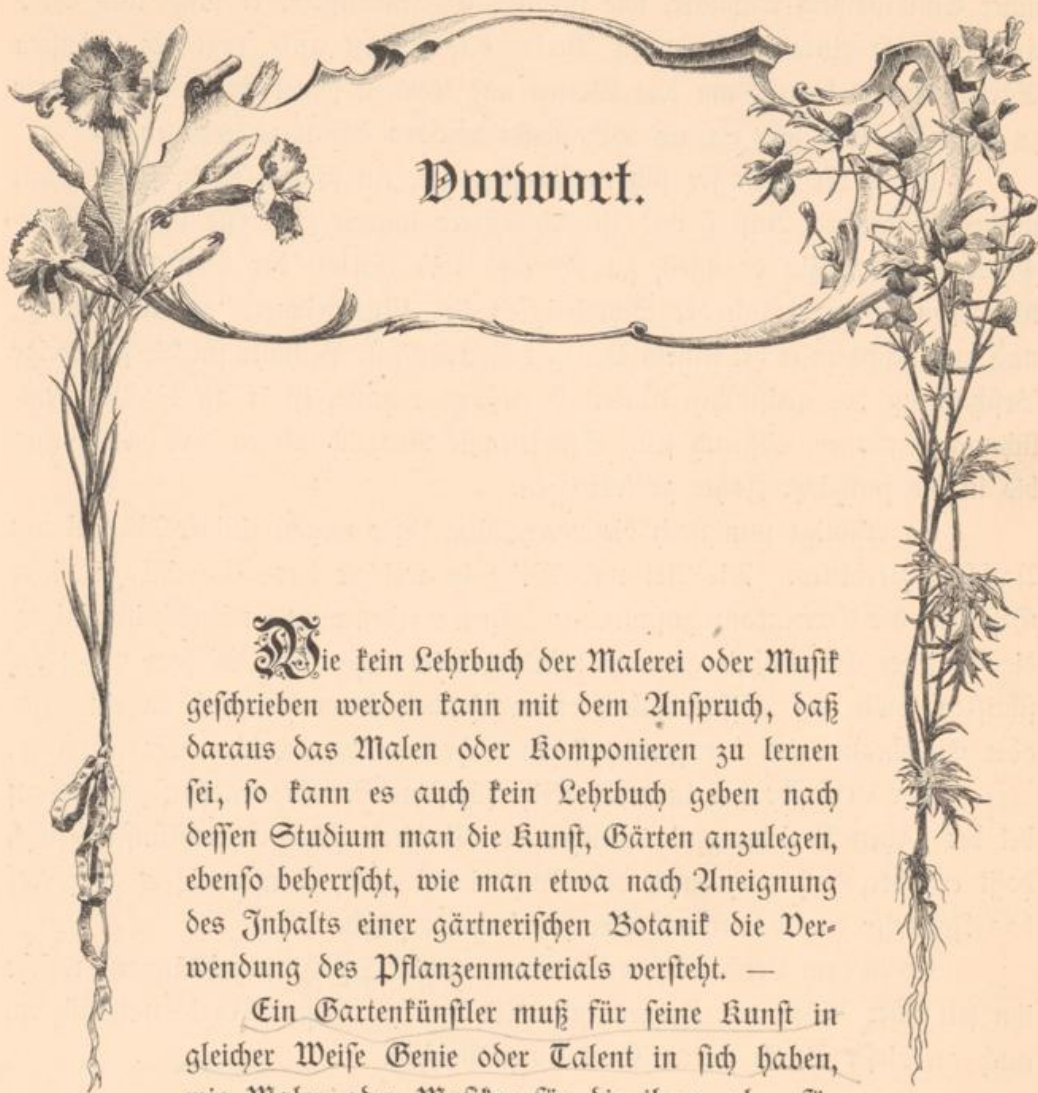 Vorwort.
Wie kein Lehrbuch der Malerei oder Musik
geschrieben werden kann mit dem Anspruch, daß
daraus das Malen oder Komponieren zu lernen
sei, so kann es auch kein Lehrbuch geben nach
dessen Studium man die Kunst, Gärten anzulegen,
ebenso beherrscht, wie man etwa nach Aneignung
des Inhalts einer gärtnerischen Botanik die Ver-
wendung des Pflanzenmaterials versteht. —
Ein Gartenkünstler muß für seine Kunst in
gleicher Weise Genie oder Talent in sich haben,